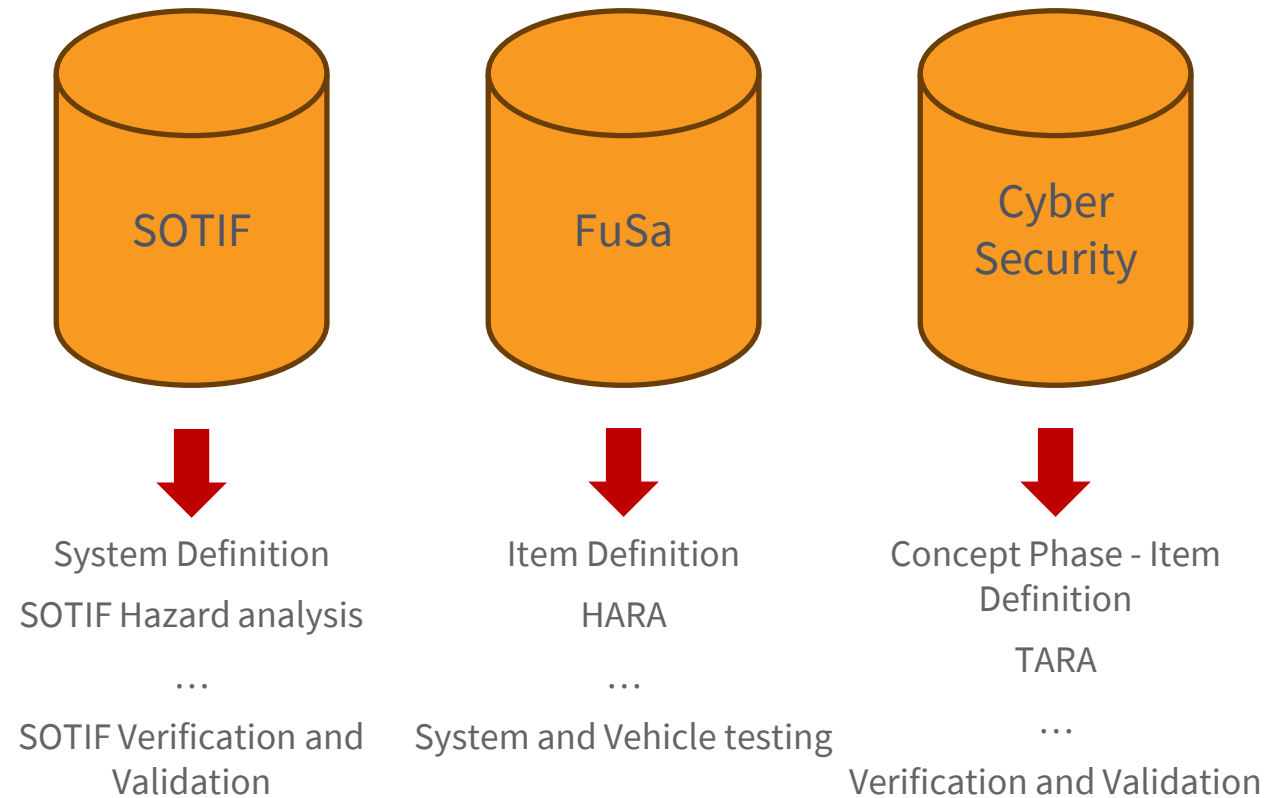 SOTIF
FuSa
Cyber
Security
System Definition
SOTIF Hazard analysis
…
SOTIF Verification and
Validation
Item Definition
HARA
…
System and Vehicle testing
Concept Phase - Item
Definition
TARA
…
Verification and Validation